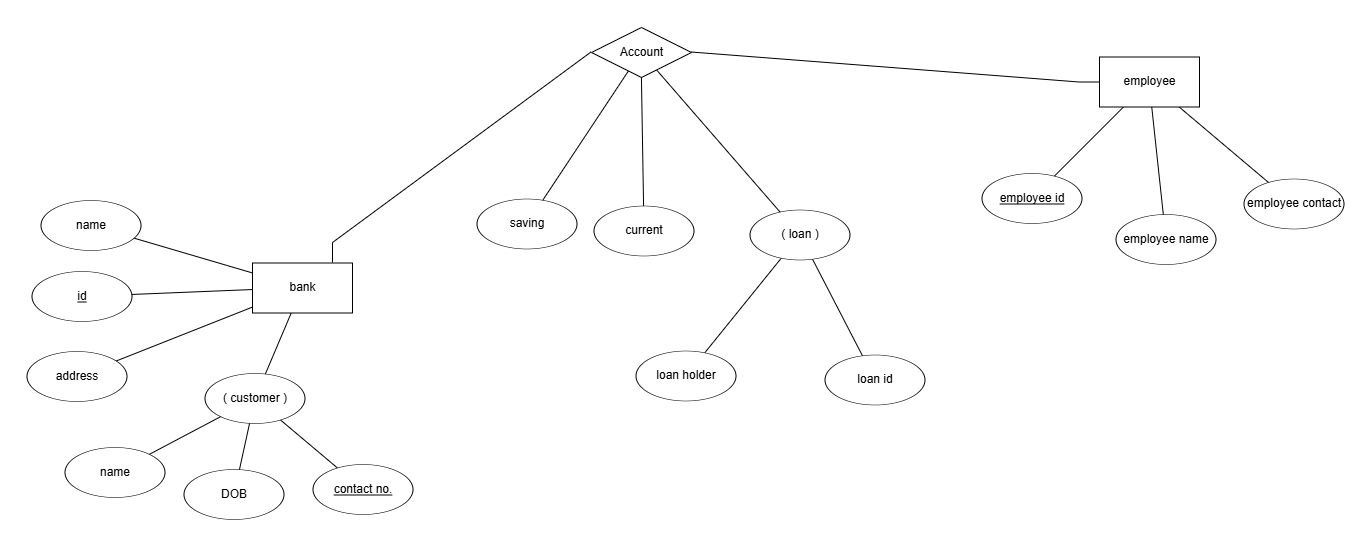 Account
employee
saving
current
( loan )
employee id
employee name
employee contact
name
id
address
bank
loan holder
loan id
( customer )
name
DOB
contact no.